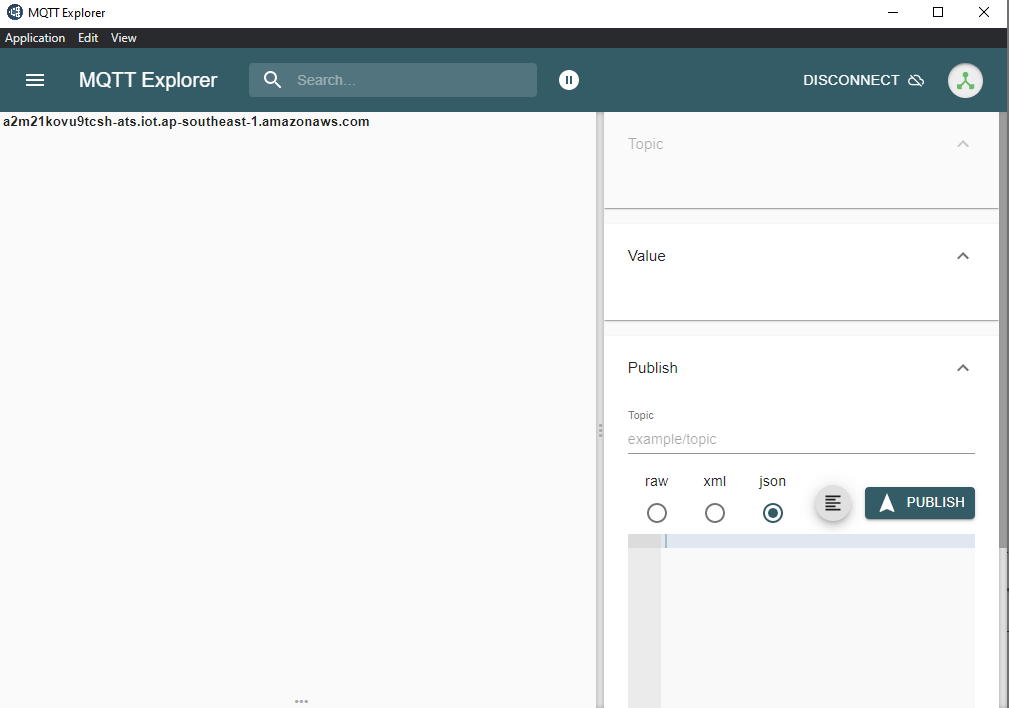 MQTT Explorer
Application Edit View
MQTT Explorer Search... DISCONNECT
a2m21kovu9tcsh-ats.iot.ap-southeast-1.amazonaws.com
Topic
Value
Publish
Topic
example/topic
raw xml json
PUBLISH